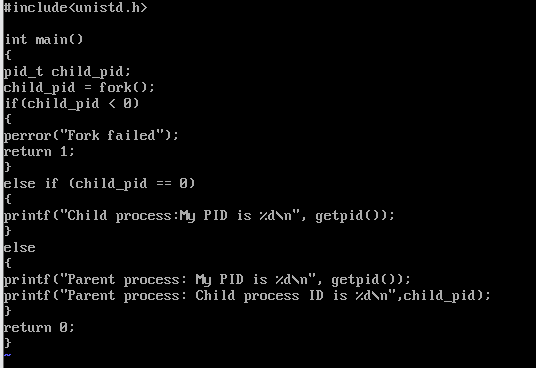 #include<unistd.h>
int main()
{
pid_t child_pid;
child_pid = fork();
if(child_pid < 0)
{
perror("Fork failed");
return 1;
}
else if (child_pid == 0)
{
printf("Child process:My PID is %d\n", getpid());
}
else
{
printf("Parent process: My PID is %d\n", getpid());
printf("Parent process: Child process ID is %d\n",child_pid);
}
return 0;
}
~